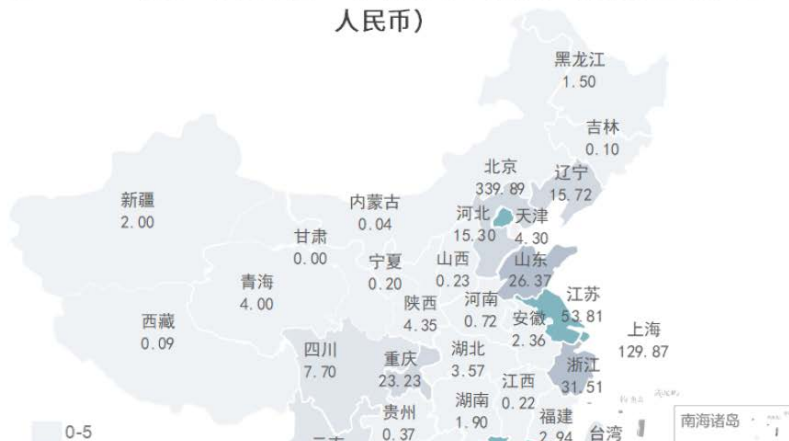 人民币）
黑龙江
1.50
吉林
0.10
北京
339.89
辽宁
15.72
新疆
2.00
内蒙古
0.04
河北
15.30
天津
4.30
甘肃
0.00
宁夏
0.20
山西
0.23
山东
26.37
青海
4.00
陕西
4.35
河南
0.72
江苏
53.81
安徽
2.36
西藏
0.09
上海
129.87
四川
7.70
重庆
23.23
湖北
3.57
浙江
31.51
江西
0.22
湖南
1.90
贵州
0.37
福建
2.94
台湾
南海诸岛
0-5
云南